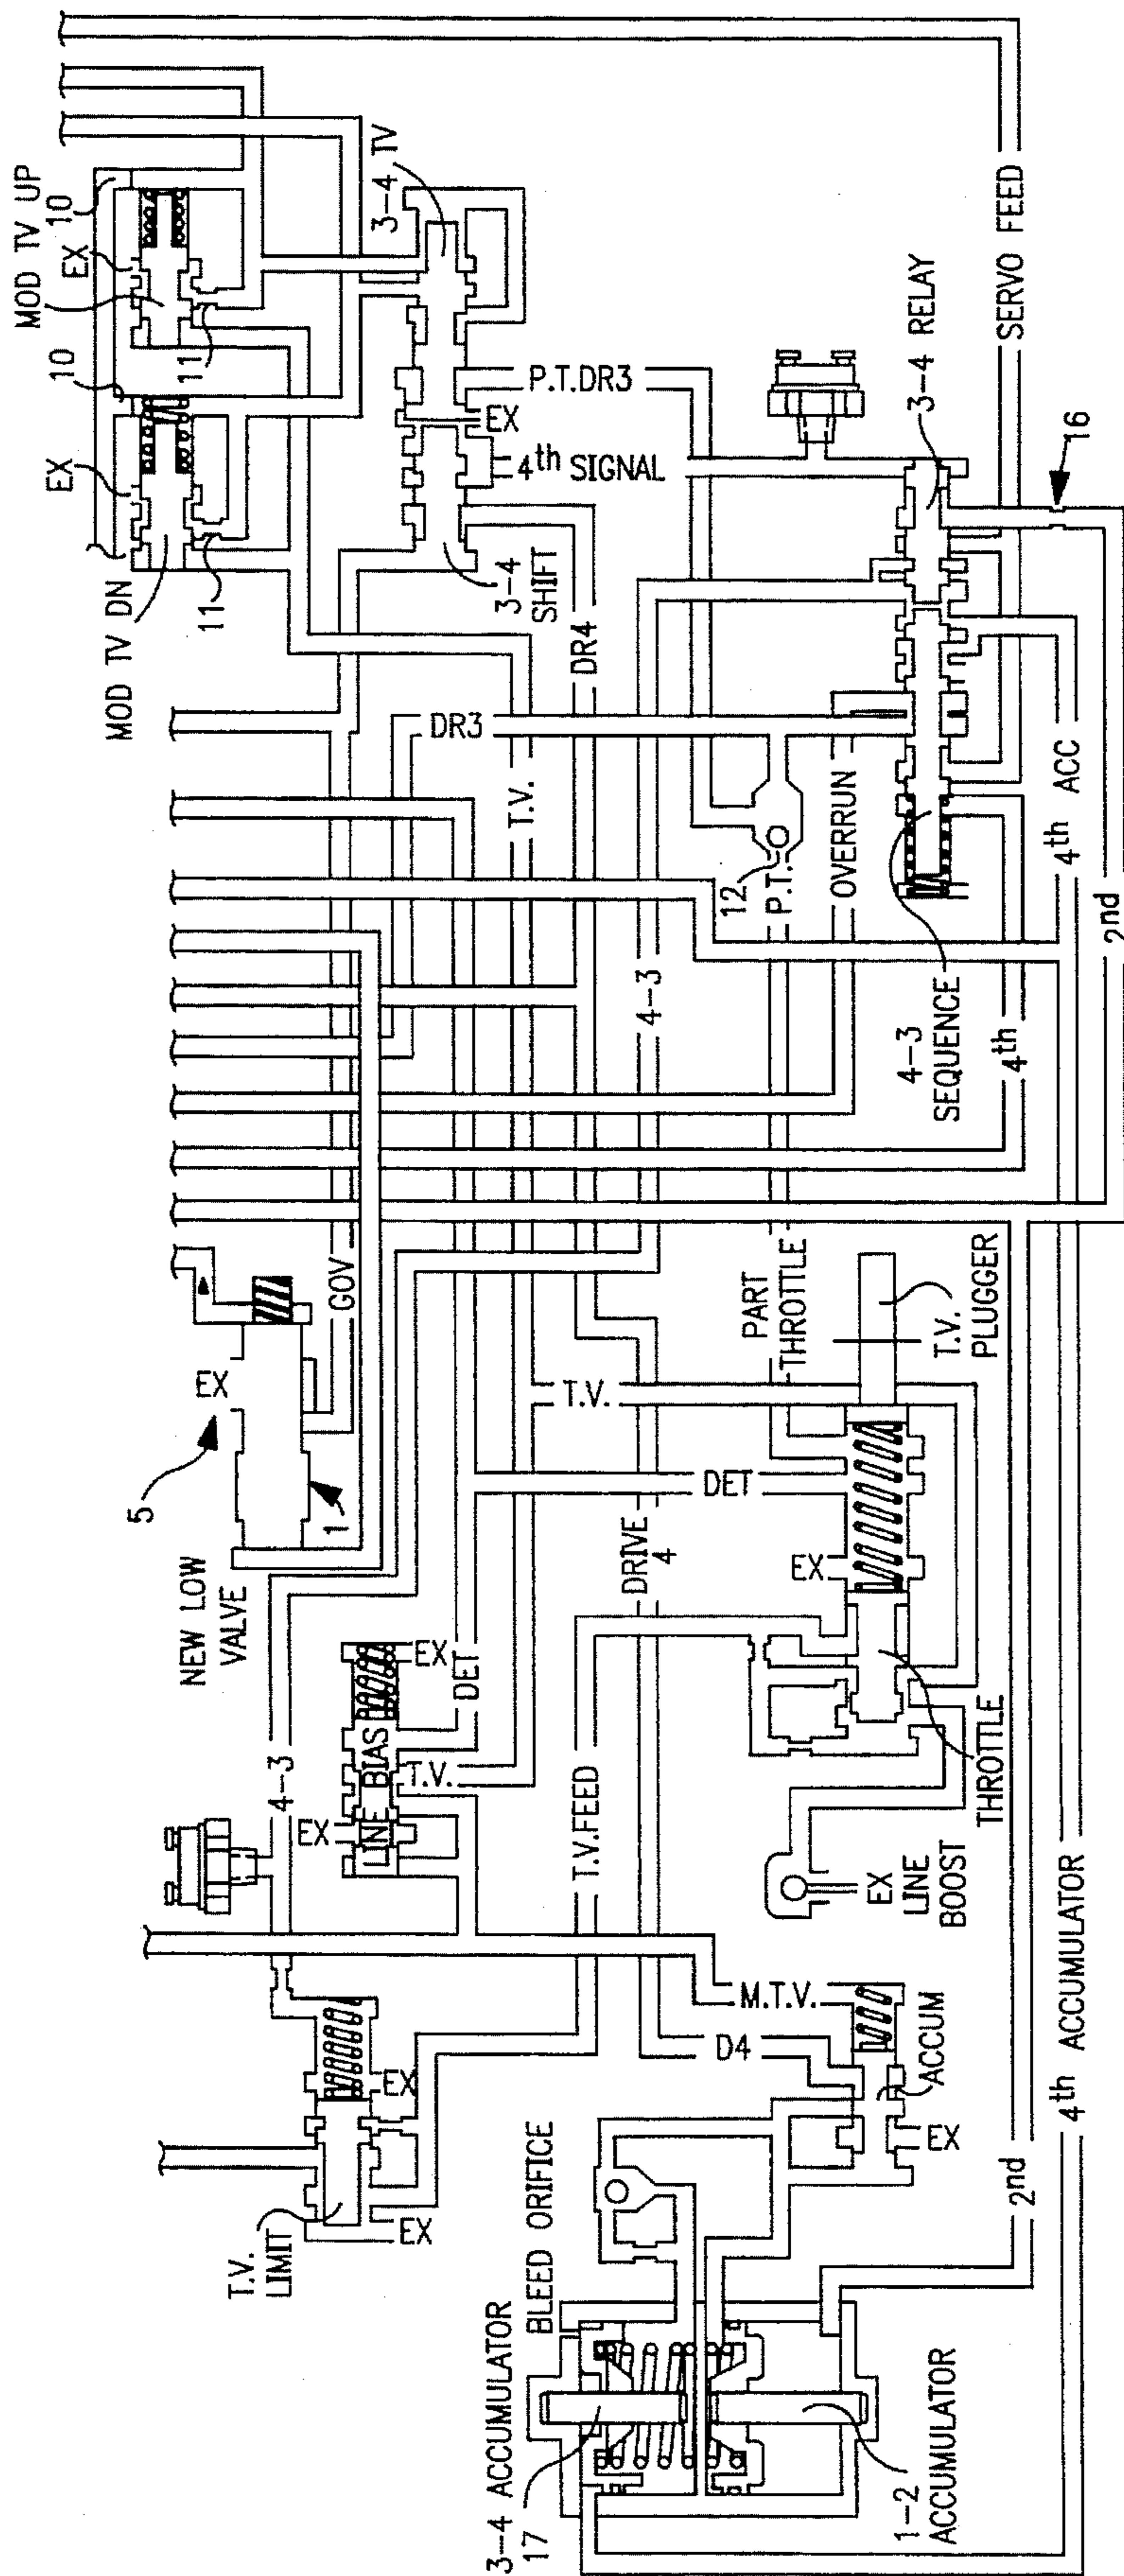 MOD TV UP
EX
10
10
EX
11
11
MOD TV DN
3-4 TV
P.T.DR3
EX
4th SIGNAL
3-4
SHIFT
DR4
DR3
T.V.
3-4 RELAY
SERVO FEED
16
OVERRUN
12
P.T.
4-3
4-3
SEQUENCE
4th
4th ACC
2nd
GOV
EX
5
1
NEW LOW
VALVE
PART
THROTTLE
T.V.
PLUGGER
T.V.
DET
EX
DRIVE
4
EX
DET
BIAS
T.V.
LINE
EX
4-3
T.V.FEED
THROTTLE
EX
LINE
BOOST
M.T.V.
D4
ACCUM
EX
EX
EX
T.V.
LIMIT
BLEED ORIFICE
3-4 ACCUMULATOR
17
1-2
ACCUMULATOR
2nd
4th ACCUMULATOR